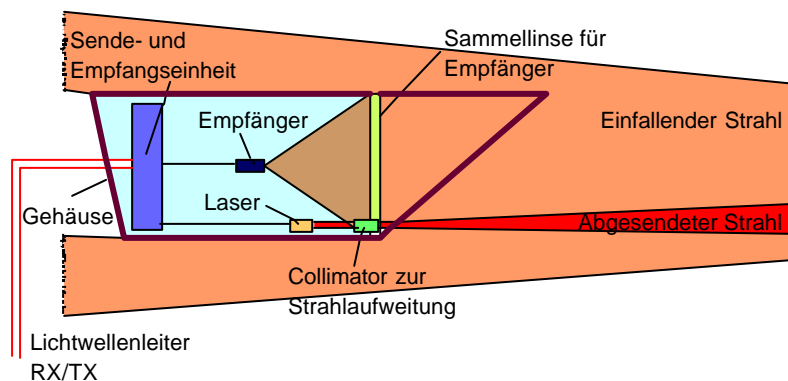 Sende- und
Empfangseinheit
Sammellinse für
Empfänger
Empfänger
Einfallender Strahl
Laser
Gehäuse
Abgesendeter Strahl
Collimator zur
Strahlaufweitung
Lichtwellenleiter
RX/TX